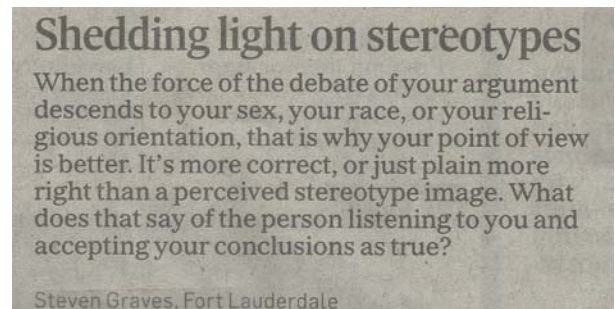 Shedding light on stereotypes
When the force of the debate of your argument
descends to your sex, your race, or your reli-
gious orientation, that is why your point of view
is better. It's more correct, or just plain more
right than a perceived stereotype image. What
does that say of the person listening to you and
accepting your conclusions as true?
Steven Graves, Fort Lauderdale